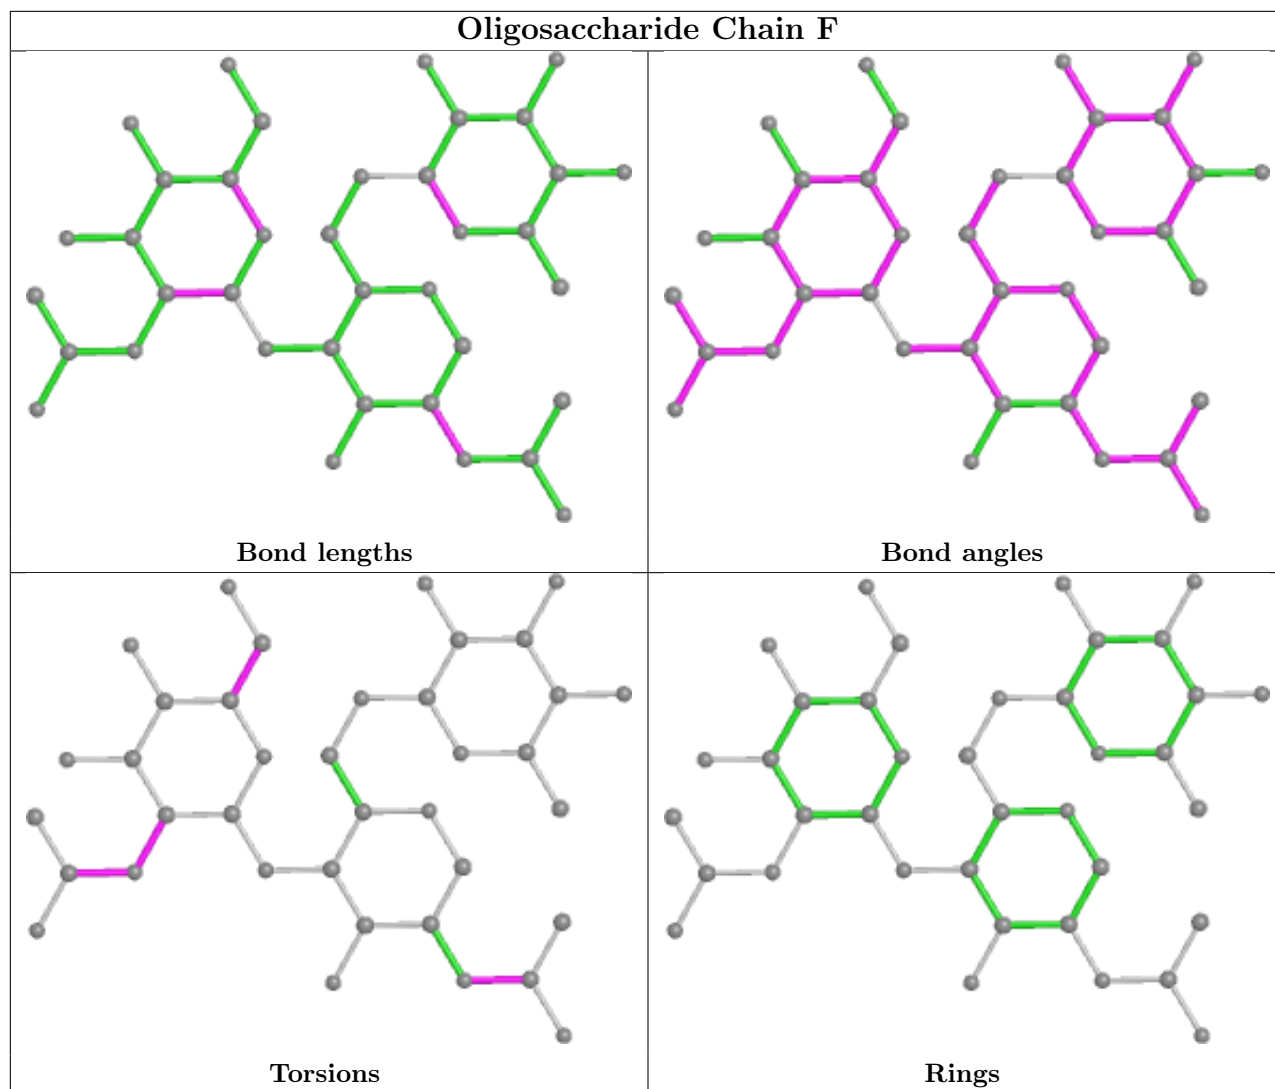 Oligosaccharide Chain F
Bond lengths
Bond angles
Torsions
Rings